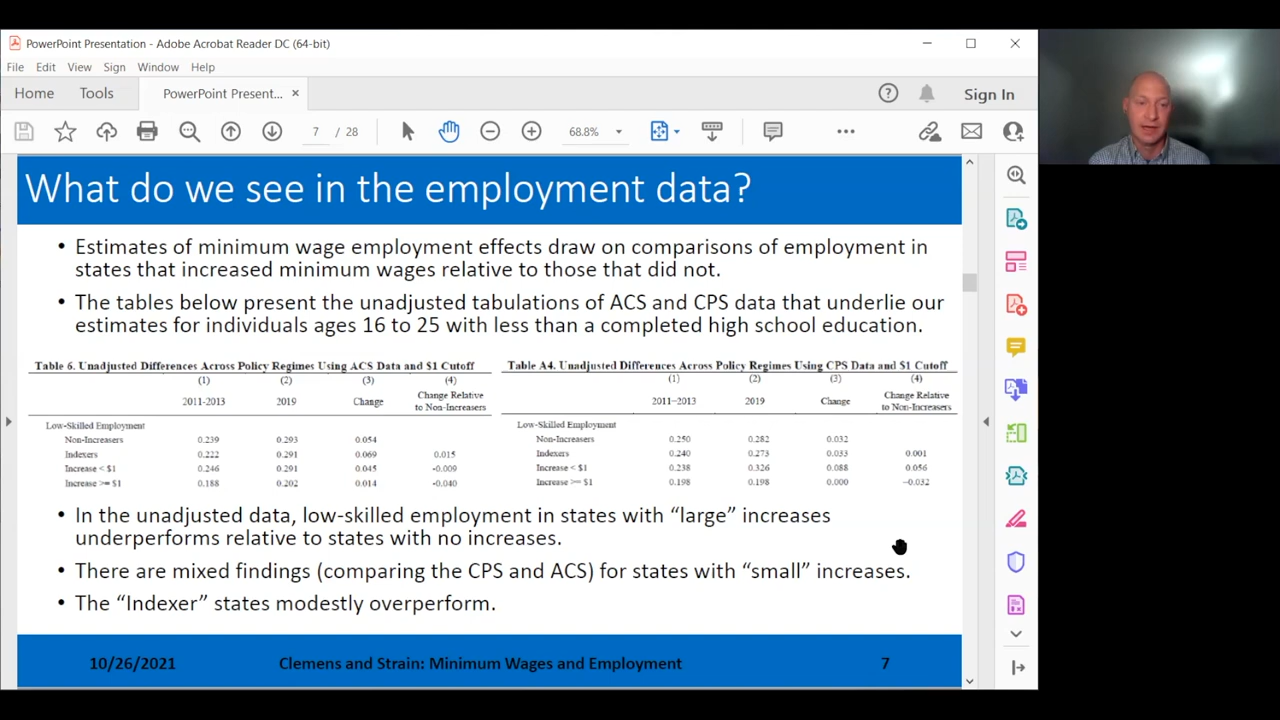 PowerPoint Presentation - Adobe Acrobat Reader DC (64-bit)
File Edit View Sign Window Help
Home Tools PowerPoint Present... × Sign In
7 / 28 68.8%
What do we see in the employment data?
• Estimates of minimum wage employment effects draw on comparisons of employment in
states that increased minimum wages relative to those that did not.
• The tables below present the unadjusted tabulations of ACS and CPS data that underlie our
estimates for individuals ages 16 to 25 with less than a completed high school education.
Table 6. Unadjusted Differences Across Policy Regimes Using ACS Data and $1 Cutoff
(1) (2) (3) (4)
2011-2013 2019 Change Change Relative
to Non-Increasers
Low-Skilled Employment
Non-Increasers 0.239 0.293 0.054
Indexers 0.222 0.291 0.069 0.015
Increase < $1 0.246 0.291 0.045 -0.009
Increase >= $1 0.188 0.202 0.014 -0.040
Table A4. Unadjusted Differences Across Policy Regimes Using CPS Data and $1 Cutoff
(1) (2) (3) (4)
2011−2013 2019 Change Change Relative
to Non-Increasers
Low-Skilled Employment
Non-Increasers 0.250 0.282 0.032
Indexers 0.240 0.273 0.033 0.001
Increase < $1 0.238 0.326 0.088 0.056
Increase >= $1 0.198 0.198 0.000 −0.032
• In the unadjusted data, low-skilled employment in states with “large” increases
underperforms relative to states with no increases.
• There are mixed findings (comparing the CPS and ACS) for states with “small” increases.
• The “Indexer” states modestly overperform.
10/26/2021 Clemens and Strain: Minimum Wages and Employment 7